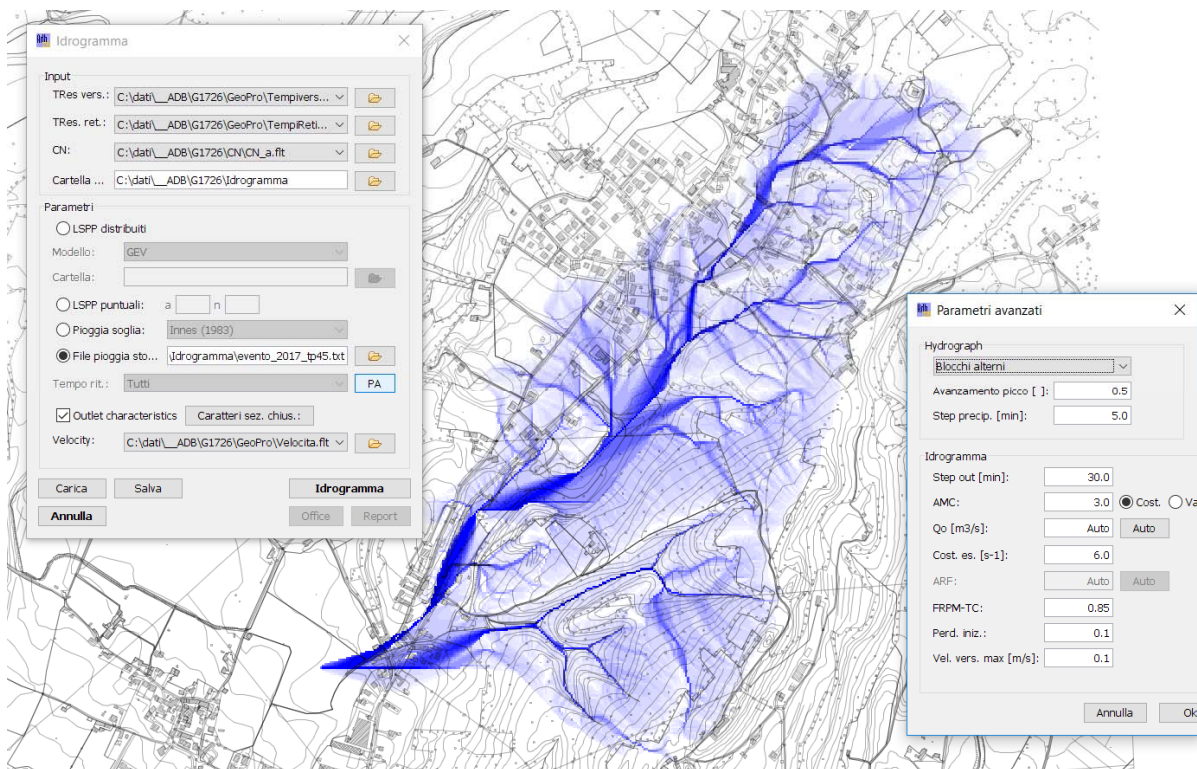 Idrogramma
Input
TRes vers.: C:\dati\__ADB\G1726\GeoPro\Tempivers...
TRes. ret.: C:\dati\__ADB\G1726\GeoPro\TempiReti...
CN: C:\dati\__ADB\G1726\CN\CN_a.flt
Cartella ... C:\dati\__ADB\G1726\Idrogramma
Parametri
LSPP distribuiti
Modello: GEV
Cartella:
LSPP puntuali: a n
Pioggia soglia: Innes (1983)
File pioggia sto... \Idrogramma\evento_2017_tp45.txt
Tempo rit.: Tutti PA
Outlet characteristics Caratteri sez. chius.:
Velocity: C:\dati\__ADB\G1726\GeoPro\Velocita.flt
Carica Salva Idrogramma
Annulla Office Report
Parametri avanzati
Hydrograph
Blocchi alterni
Avanzamento picco [ ]: 0.5
Step precip. [min]: 5.0
Idrogramma
Step out [min]: 30.0
AMC: 3.0 Cost. Va
Qo [m3/s]: Auto Auto
Cost. es. [s-1]: 6.0
ARF: Auto Auto
FRPM-TC: 0.85
Perd. iniz.: 0.1
Vel. vers. max [m/s]: 0.1
Annulla Ok